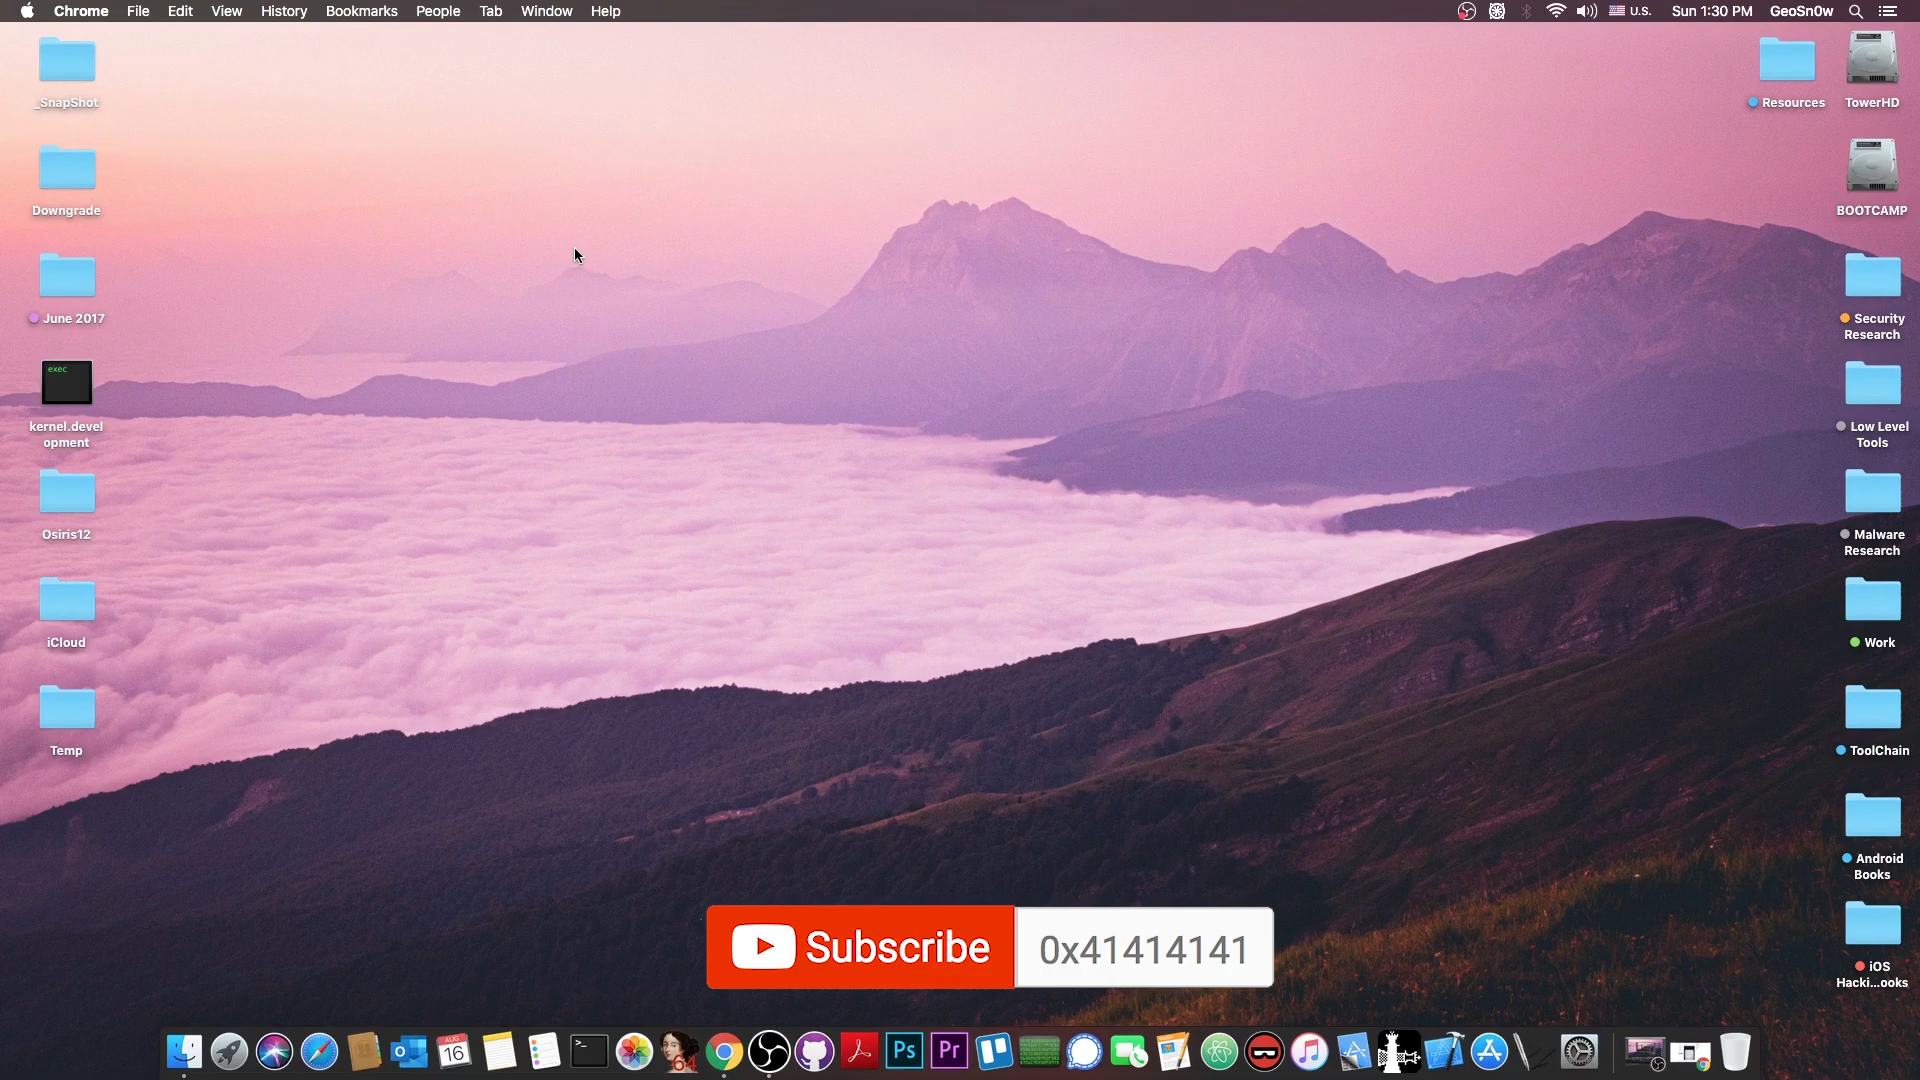 Chrome File Edit View History Bookmarks People Tab Window Help U.S. Sun 1:30 PM GeoSn0w
_SnapShot
Downgrade
June 2017
exec
kernel.devel
opment
Osiris12
iCloud
Temp
Resources
TowerHD
BOOTCAMP
Security
Research
Low Level
Tools
Malware
Research
Work
ToolChain
Android
Books
iOS
Hacki...ooks
Subscribe 0x41414141
AUG
16
64
Ps
Pr